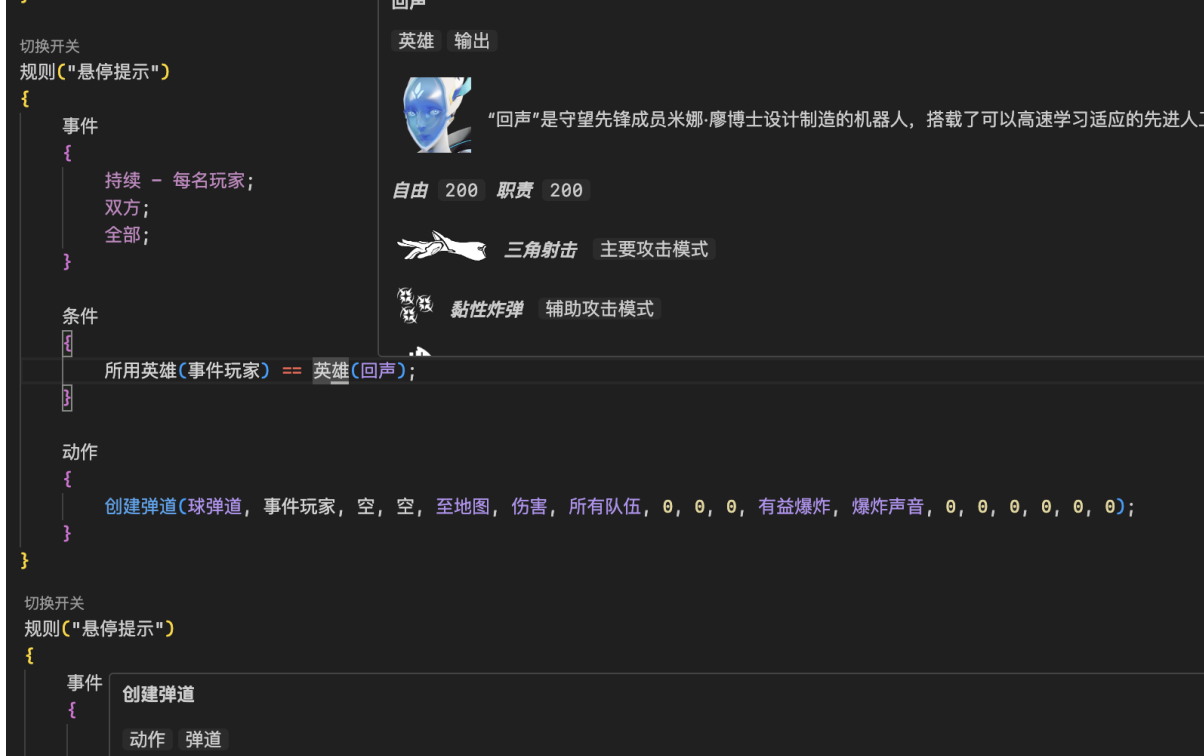 }
切换开关
规则("悬停提示")
{
事件
{
持续 - 每名玩家;
双方;
全部;
}
条件
{
所用英雄(事件玩家) == 英雄(回声);
}
动作
{
创建弹道(球弹道, 事件玩家, 空, 空, 至地图, 伤害, 所有队伍, 0, 0, 0, 有益爆炸, 爆炸声音, 0, 0, 0, 0, 0, 0);
}
}
回声
英雄 输出
“回声”是守望先锋成员米娜·廖博士设计制造的机器人，搭载了可以高速学习适应的先进人
自由 200 职责 200
三角射击 主要攻击模式
黏性炸弹 辅助攻击模式
切换开关
规则("悬停提示")
{
事件
{
创建弹道
动作 弹道